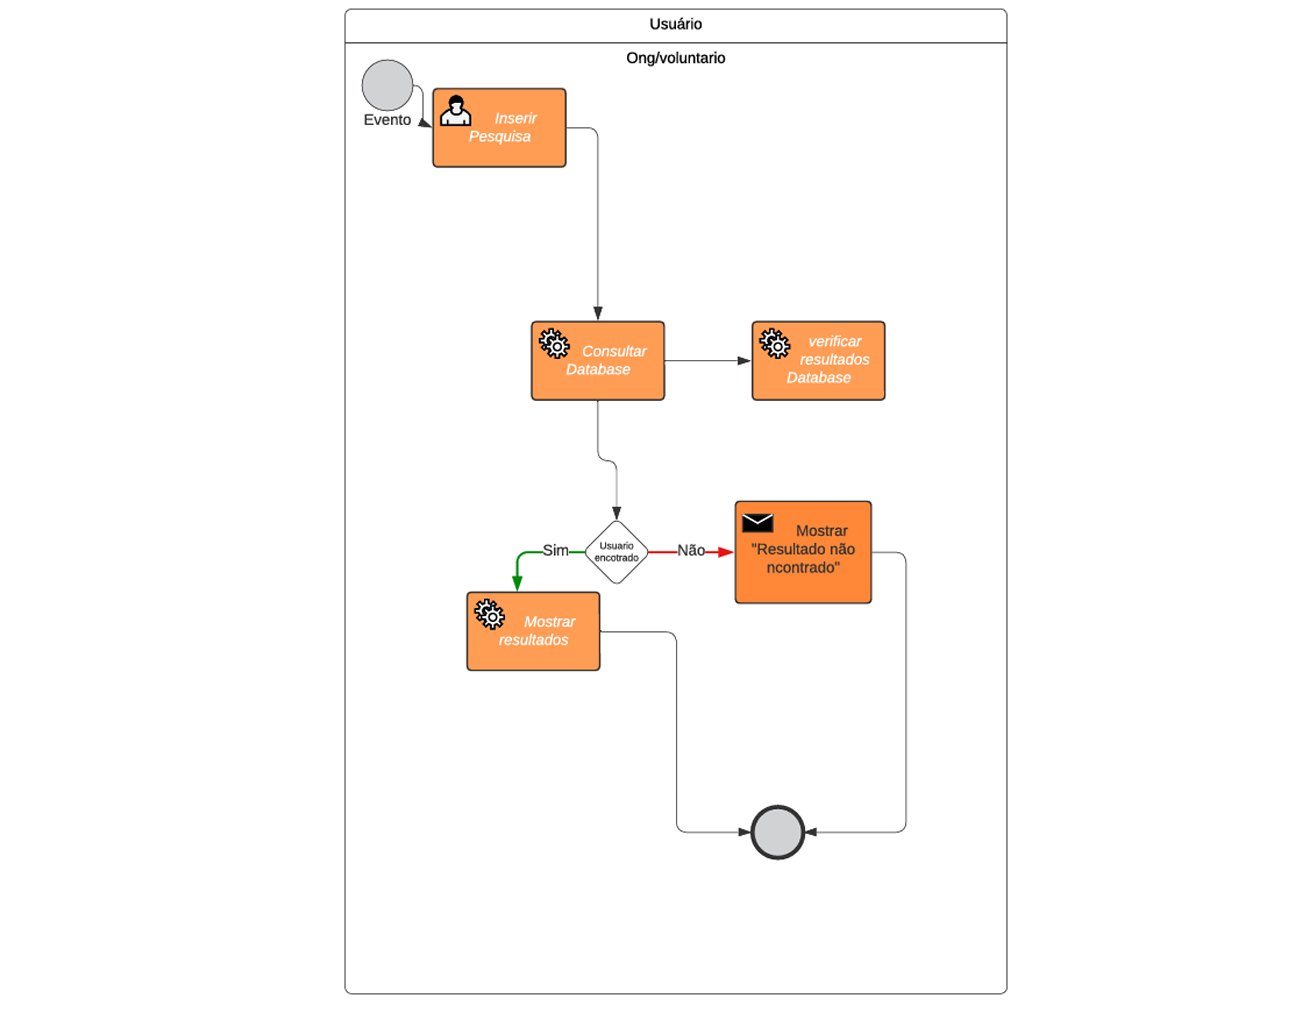 Usuário
Ong/voluntario
Evento
Inserir
Pesquisa
Consultar
Database
verificar
resultados
Database
Usuario
encotrado
Sim
Não
Mostrar
"Resultado não
ncontrado"
Mostrar
resultados